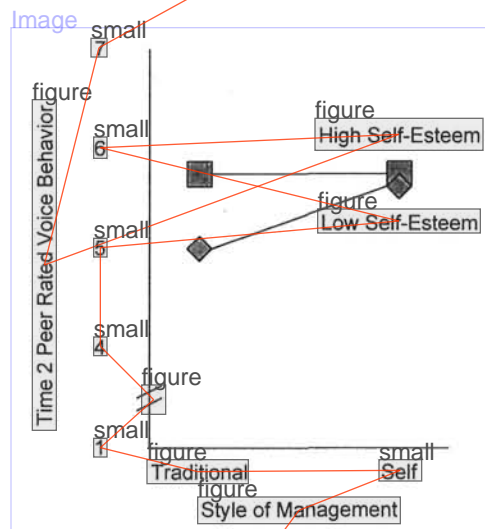 Image
small
7
figure
Time 2 Peer Rated Voice Behavior
small
6
figure
High Self-Esteem
figure
Low Self-Esteem
small
5
small
4
figure
small
1
figure
Traditional
small
Self
figure
Style of Management